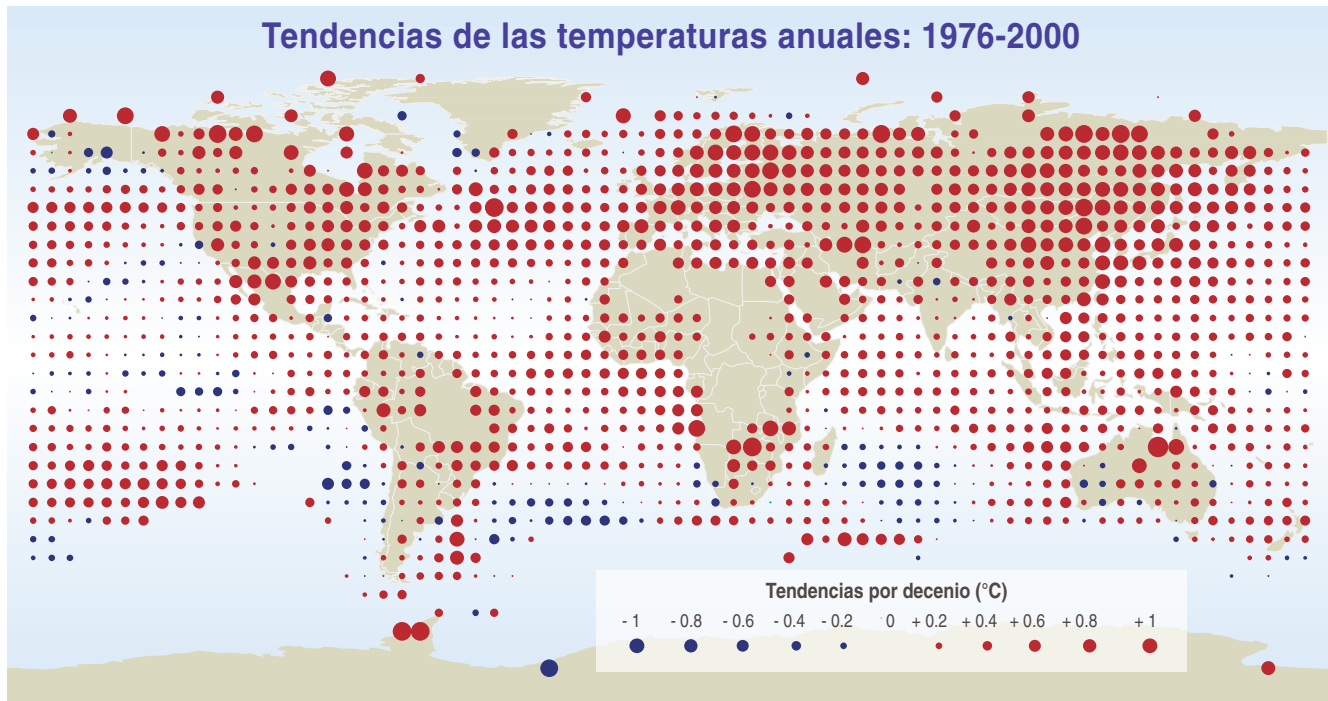 Tendencias de las temperaturas anuales: 1976-2000
Tendencias por decenio (°C)
- 1 - 0.8 - 0.6 - 0.4 - 0.2 0 + 0.2 + 0.4 + 0.6 + 0.8 + 1